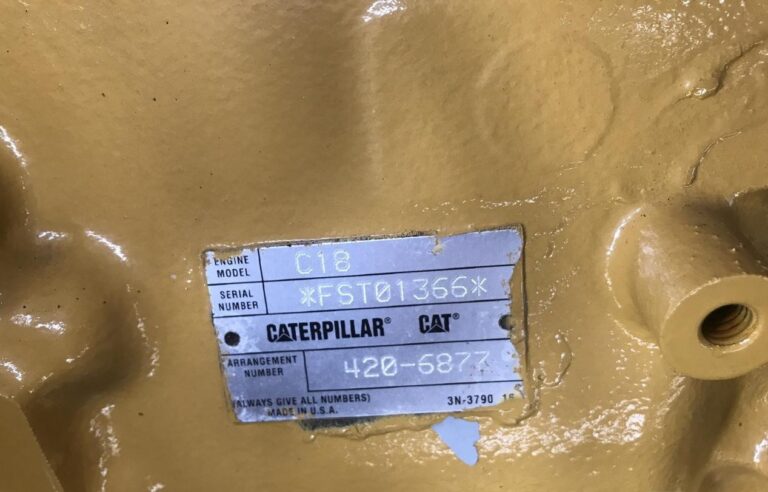 ENGINE MODEL C18
SERIAL NUMBER *FST01366*
CATERPILLAR® CAT®
ARRANGEMENT NUMBER 420-6877
(ALWAYS GIVE ALL NUMBERS)
MADE IN U.S.A. 3N-3790